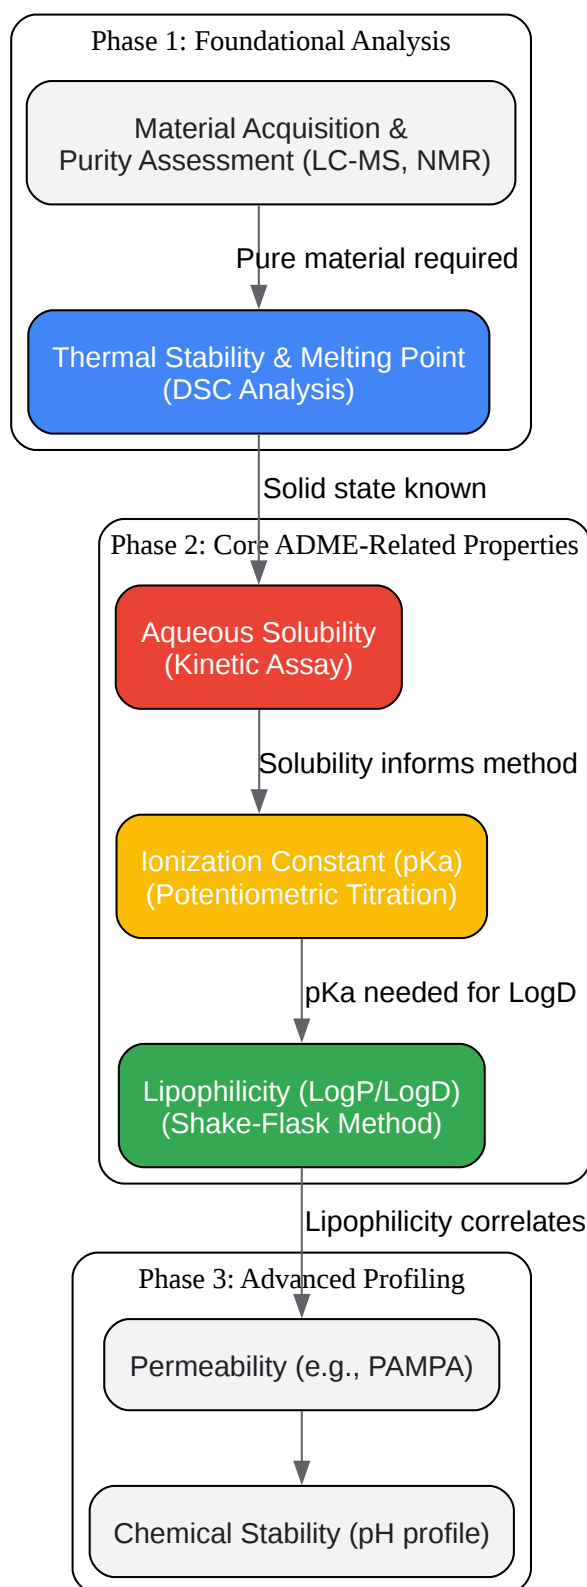 Phase 1: Foundational Analysis
Material Acquisition &
Purity Assessment (LC-MS, NMR)
Pure material required
Thermal Stability & Melting Point
(DSC Analysis)
Solid state known
Phase 2: Core ADME-Related Properties
Aqueous Solubility
(Kinetic Assay)
Solubility informs method
Ionization Constant (pKa)
(Potentiometric Titration)
pKa needed for LogD
Lipophilicity (LogP/LogD)
(Shake-Flask Method)
Lipophilicity correlates
Phase 3: Advanced Profiling
Permeability (e.g., PAMPA)
Chemical Stability (pH profile)